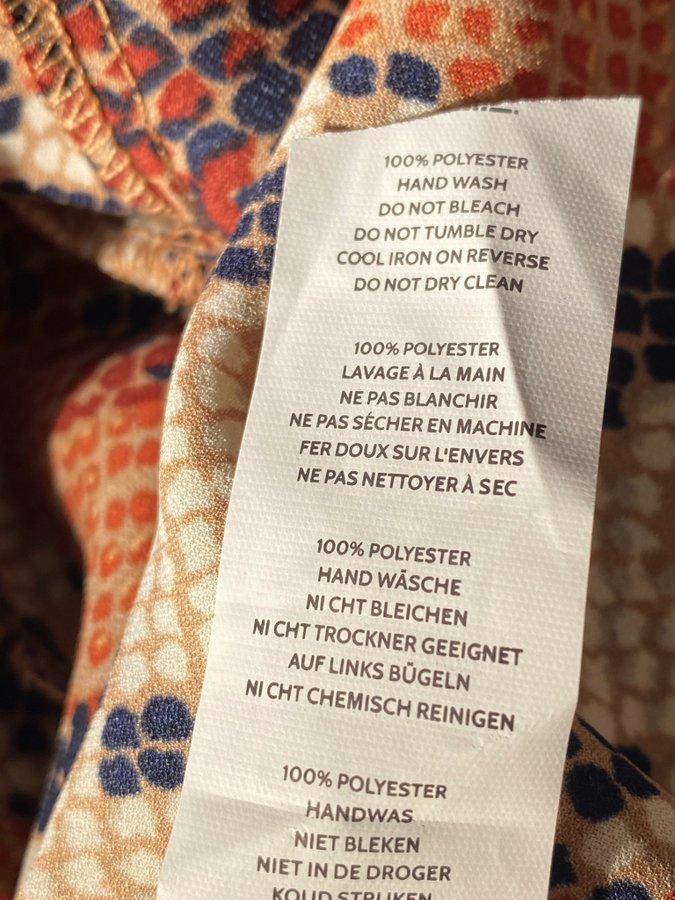 100% POLYESTER
HAND WASH
DO NOT BLEACH
DO NOT TUMBLE DRY
COOL IRON ON REVERSE
DO NOT DRY CLEAN
100% POLYESTER
LAVAGE À LA MAIN
NE PAS BLANCHIR
NE PAS SÉCHER EN MACHINE
FER DOUX SUR L'ENVERS
NE PAS NETTOYER À SEC
100% POLYESTER
HAND WÄSCHE
NI CHT BLEICHEN
NI CHT TROCKNER GEEIGNET
AUF LINKS BÜGELN
NI CHT CHEMISCH REINIGEN
100% POLYESTER
HANDWAS
NIET BLEKEN
NIET IN DE DROGER
KOUD STRIJKEN